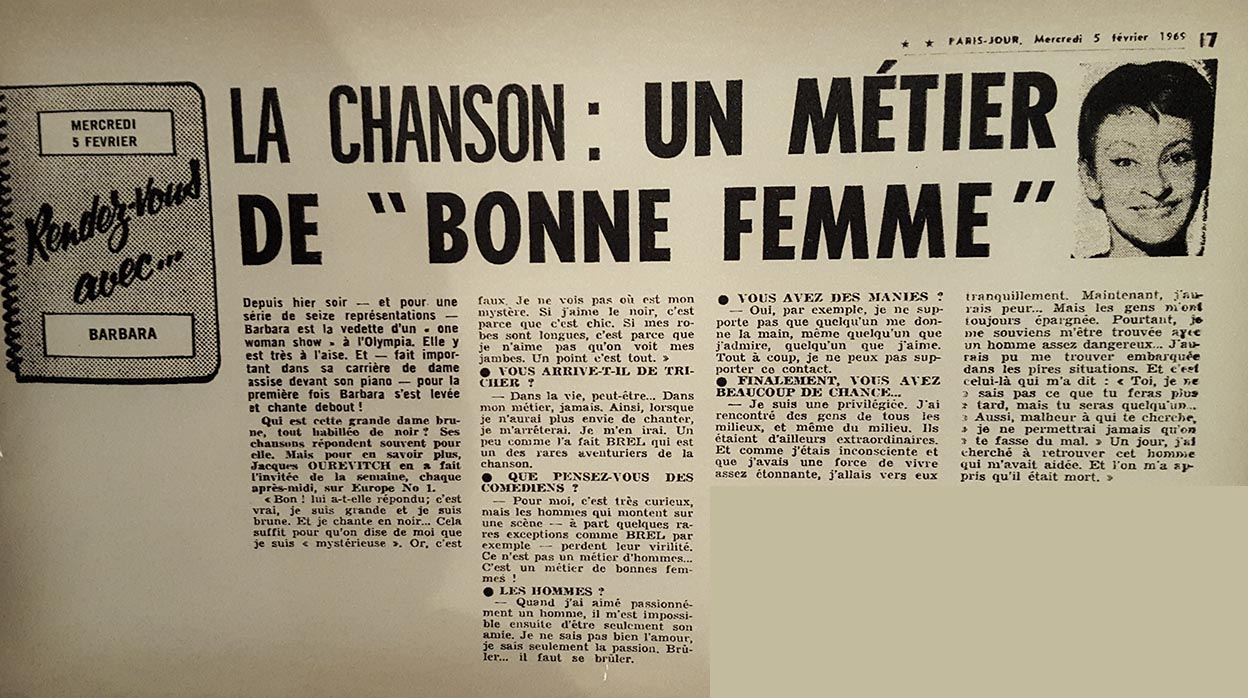 ★ ★ PARIS-JOUR, Mercredi 5 février 1969 17
MERCREDI
5 FEVRIER
Rendez-vous
avec...
BARBARA
LA CHANSON : UN MÉTIER
DE “BONNE FEMME”
Depuis hier soir — et pour une
série de seize représentations —
Barbara est la vedette d'un « one
woman show » à l'Olympia. Elle y
est très à l'aise. Et — fait impor-
tant dans sa carrière de dame
assise devant son piano — pour la
première fois Barbara s'est levée
et chante debout !
Qui est cette grande dame bru-
ne, tout habillée de noir ? Ses
chansons répondent souvent pour
elle. Mais pour en savoir plus,
Jacques OUREVITCH en a fait
l'invitée de la semaine, chaque
après-midi, sur Europe No 1.
« Bon ! lui a-t-elle répondu; c'est
vrai, je suis grande et je suis
brune. Et je chante en noir... Cela
suffit pour qu'on dise de moi que
je suis « mystérieuse ». Or, c'est
faux. Je ne vois pas où est mon
mystère. Si j'aime le noir, c'est
parce que c'est chic. Si mes ro-
bes sont longues, c'est parce que
je n'aime pas qu'on voit mes
jambes. Un point c'est tout. »
● VOUS ARRIVE-T-IL DE TRI-
CHER ?
— Dans la vie, peut-être... Dans
mon métier, jamais. Ainsi, lorsque
je n'aurai plus envie de chanter,
je m'arrêterai. Je m'en irai. Un
peu comme l'a fait BREL qui est
un des rares aventuriers de la
chanson.
● QUE PENSEZ-VOUS DES
COMEDIENS ?
— Pour moi, c'est très curieux,
mais les hommes qui montent sur
une scène — à part quelques ra-
res exceptions comme BREL par
exemple — perdent leur virilité.
Ce n'est pas un métier d'hommes...
C'est un métier de bonnes fem-
mes !
● LES HOMMES ?
— Quand j'ai aimé passionné-
ment un homme, il m'est impossi-
ble ensuite d'être seulement son
amie. Je ne sais pas bien l'amour,
je sais seulement la passion. Brû-
ler... il faut se brûler.
● VOUS AVEZ DES MANIES ?
— Oui, par exemple, je ne sup-
porte pas que quelqu'un me don-
ne la main, même quelqu'un que
j'admire, quelqu'un que j'aime.
Tout à coup, je ne peux pas sup-
porter ce contact.
● FINALEMENT, VOUS AVEZ
BEAUCOUP DE CHANCE...
— Je suis une privilégiée. J'ai
rencontré des gens de tous les
milieux, et même du milieu. Ils
étaient d'ailleurs extraordinaires.
Et comme j'étais inconsciente et
que j'avais une force de vivre
assez étonnante, j'allais vers eux
tranquillement. Maintenant, j'au-
rais peur... Mais les gens m'ont
toujours épargnée. Pourtant, je
me souviens m'être trouvée avec
un homme assez dangereux... J'au-
rais pu me trouver embarquée
dans les pires situations. Et c'est
celui-là qui m'a dit : « Toi, je ne
» sais pas ce que tu feras plus
» tard, mais tu seras quelqu'un...
» Aussi, malheur à qui te cherche,
» je ne permettrai jamais qu'on
» te fasse du mal. » Un jour, j'ai
cherché à retrouver cet homme
qui m'avait aidée. Et l'on m'a ap-
pris qu'il était mort. »